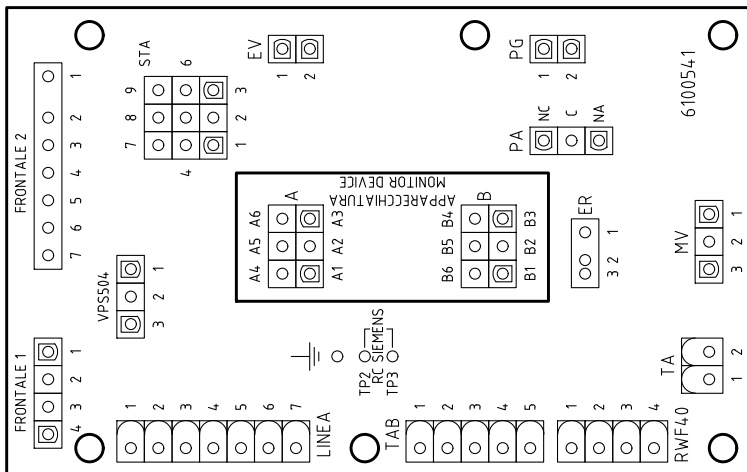 FRONTALE 2
1
2
3
4
5
6
7
STA
9
8
7
6
4
3
2
1
EV
1
2
PG
1
2
PA
NC
C
NA
6100541
VPS504
1
2
3
APPARECCHIATURA
MONITOR DEVICE
A
A6
A5
A4
A3
A2
A1
B
B4
B5
B6
B3
B2
B1
ER
1
2
3
MV
1
2
3
FRONTALE 1
1
2
3
4
TP2
RC SIEMENS
TP3
TA
1
2
LINEA
1
2
3
4
5
6
7
TAB
1
2
3
4
5
RWF40
1
2
3
4